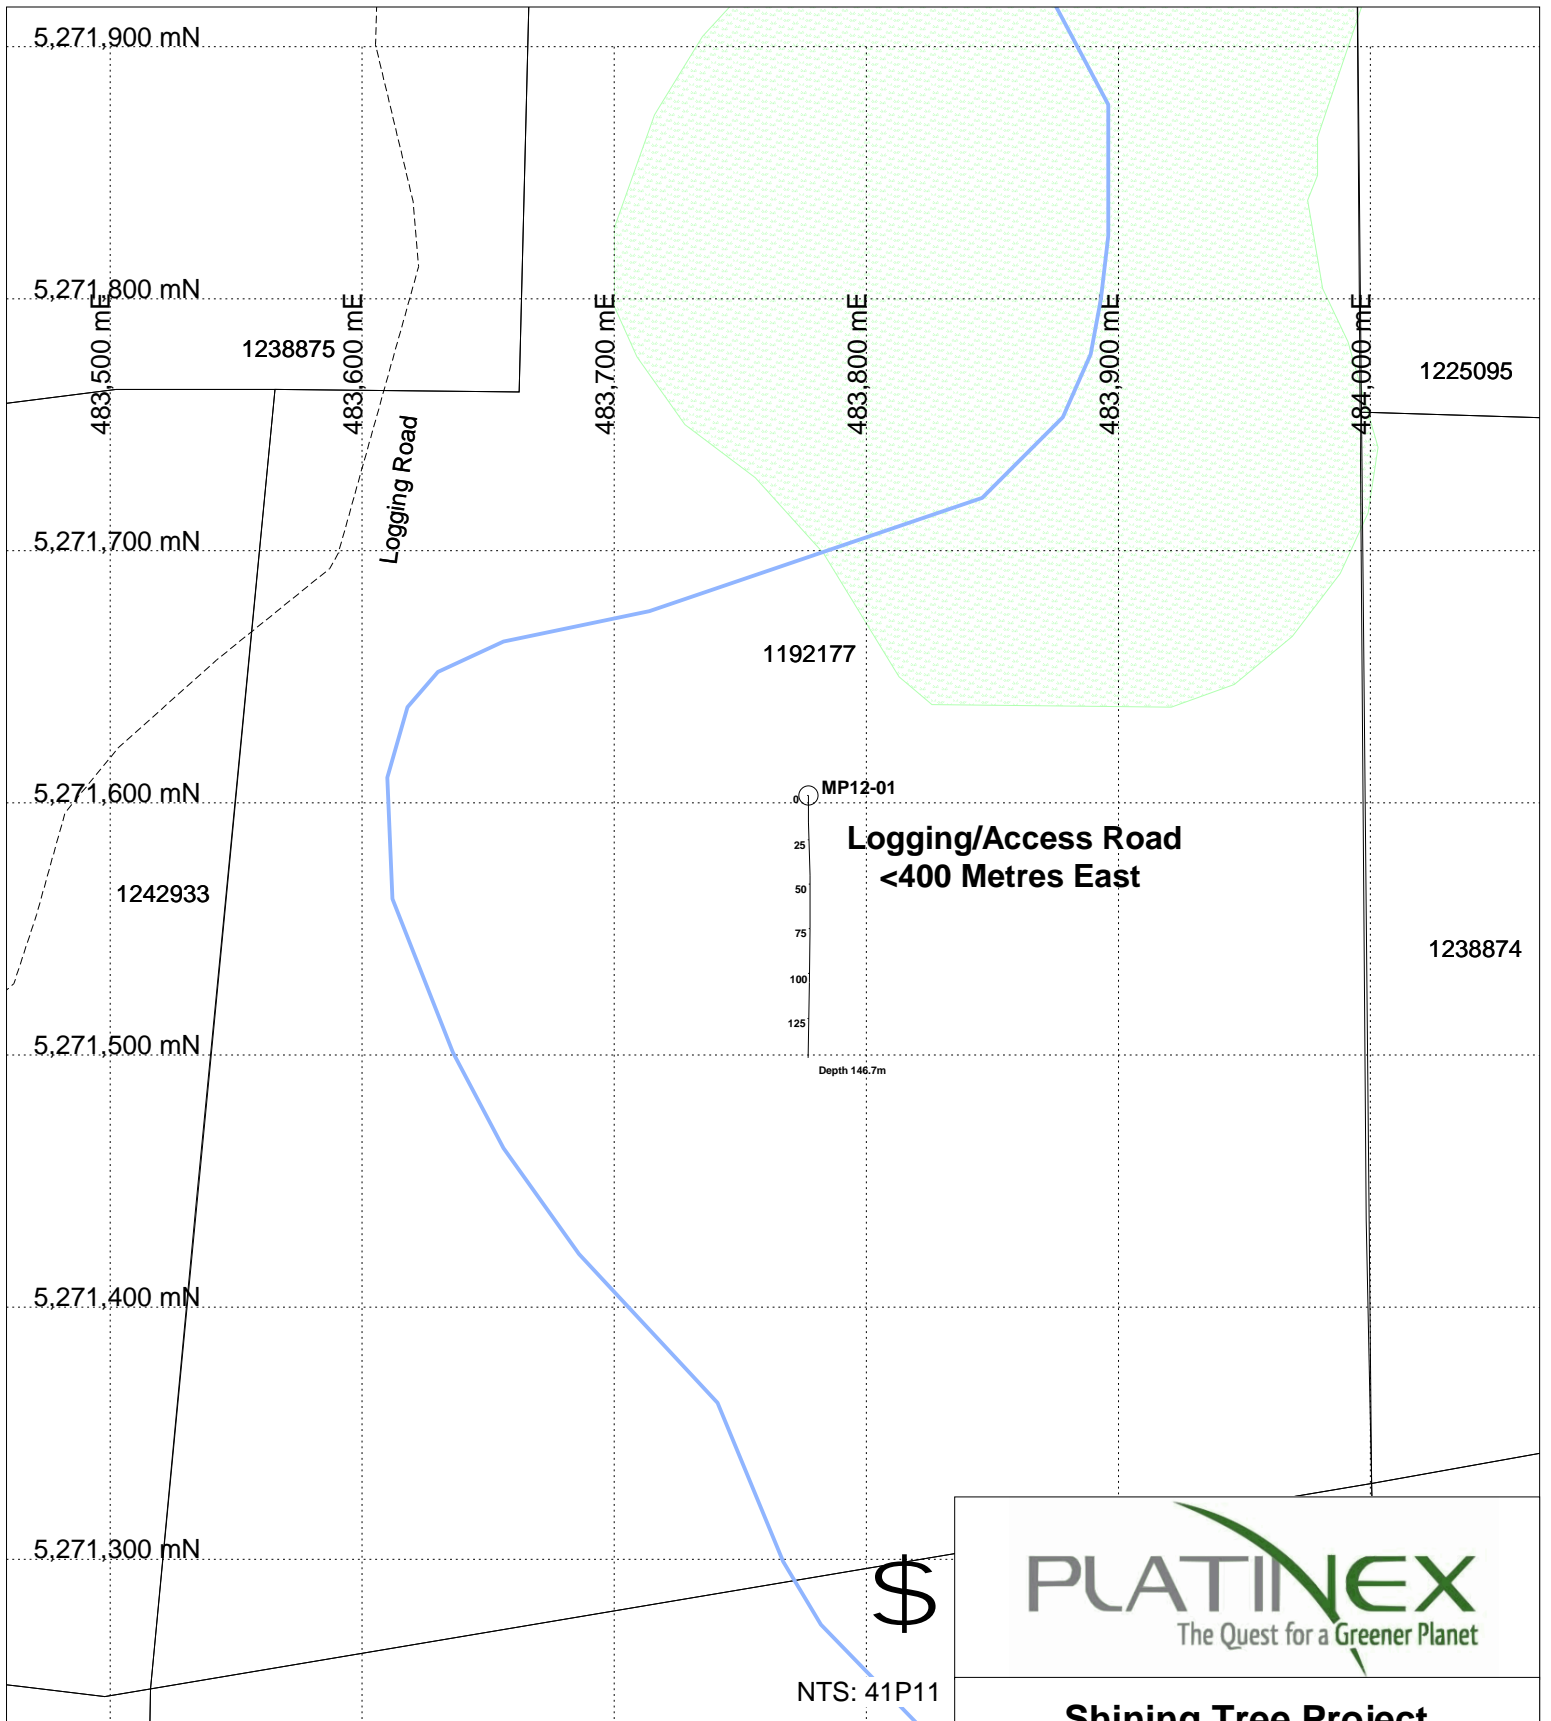 5,271,900 mN
5,271,800 mN
483,500 mE
483,600 mE
483,700 mE
483,800 mE
483,900 mE
484,000 mE
1238875
1225095
Logging Road
5,271,700 mN
1192177
5,271,600 mN
MP12-01
0
25
50
75
100
125
Depth 146.7m
Logging/Access Road
<400 Metres East
1242933
1238874
5,271,500 mN
5,271,400 mN
5,271,300 mN
$
PLATINEX
The Quest for a Greener Planet
NTS: 41P11
Shining Tree Project